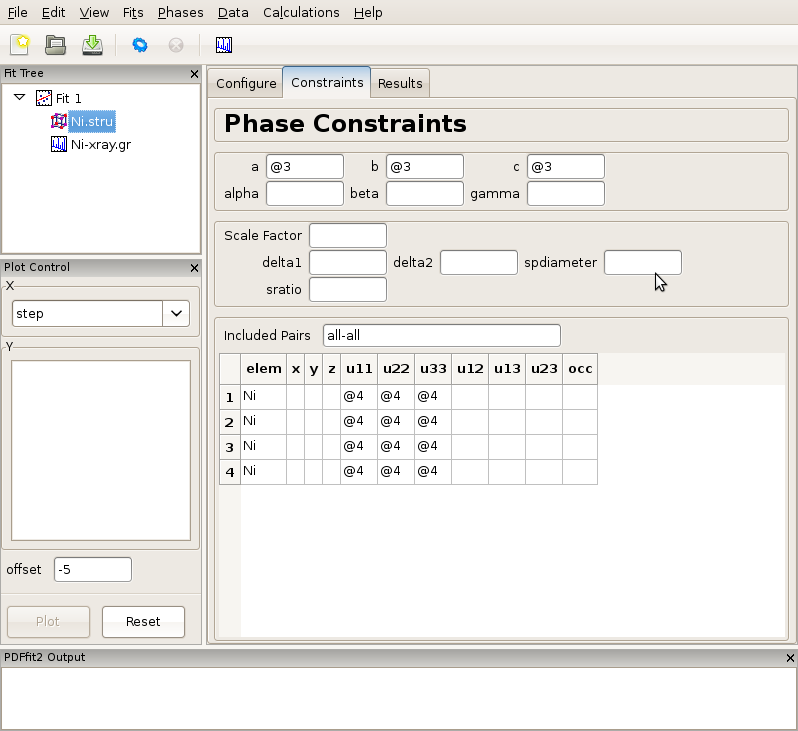 File Edit View Fits Phases Data Calculations Help
Fit Tree
Fit 1
Ni.stru
Ni-xray.gr
Plot Control
X
step
Y
offset -5
Plot Reset
Configure Constraints Results
Phase Constraints
a @3 b @3 c @3
alpha beta gamma
Scale Factor
delta1 delta2 spdiameter
sratio
Included Pairs all-all
elem x y z u11 u22 u33 u12 u13 u23 occ
1 Ni @4 @4 @4
2 Ni @4 @4 @4
3 Ni @4 @4 @4
4 Ni @4 @4 @4
PDFfit2 Output